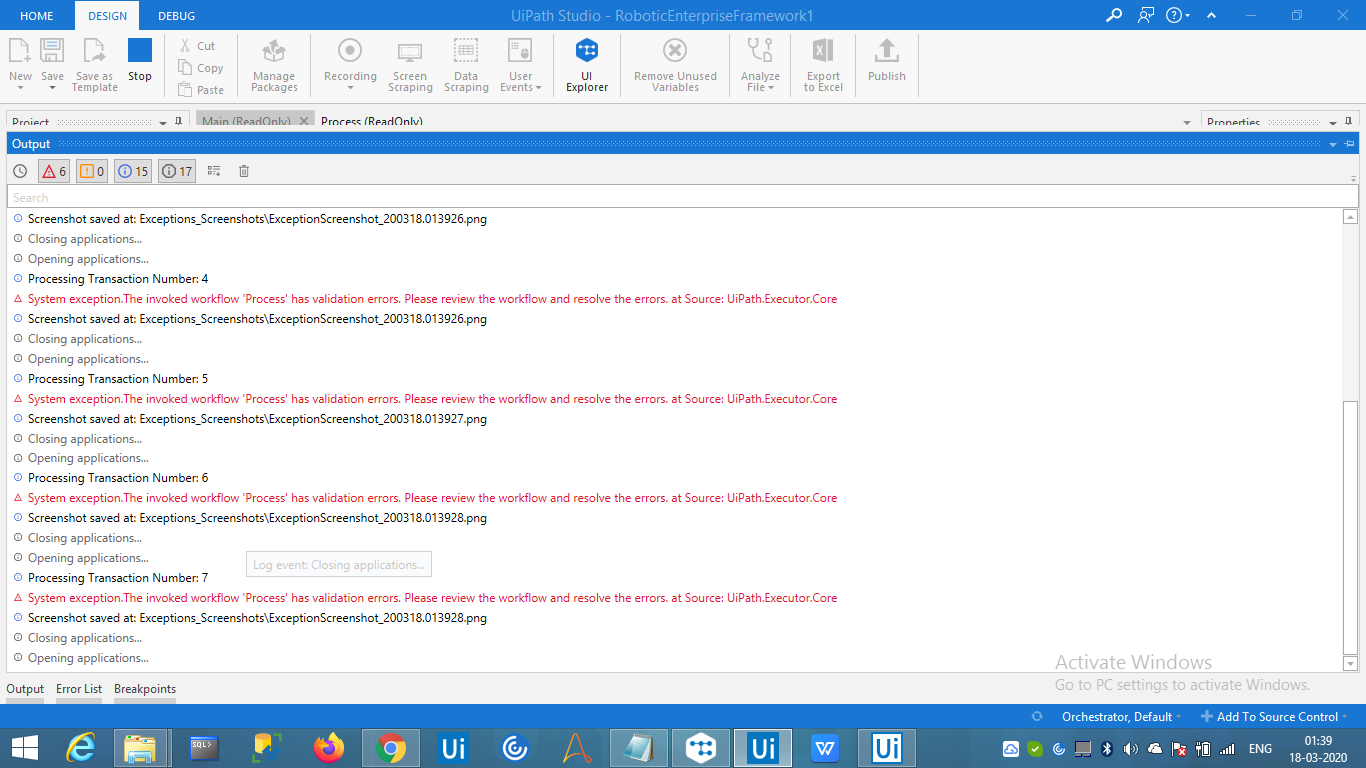 HOME DESIGN DEBUG UiPath Studio - RoboticEnterpriseFramework1
New Save Save as Template Stop Cut Copy Paste Manage Packages Recording Screen Scraping Data Scraping User Events UI Explorer Remove Unused Variables Analyze File Export to Excel Publish
Project Main (ReadOnly) Process (ReadOnly) Properties
Output
6 0 15 17
Search
Screenshot saved at: Exceptions_Screenshots\ExceptionScreenshot_200318.013926.png
Closing applications...
Opening applications...
Processing Transaction Number: 4
System exception.The invoked workflow 'Process' has validation errors. Please review the workflow and resolve the errors. at Source: UiPath.Executor.Core
Screenshot saved at: Exceptions_Screenshots\ExceptionScreenshot_200318.013926.png
Closing applications...
Opening applications...
Processing Transaction Number: 5
System exception.The invoked workflow 'Process' has validation errors. Please review the workflow and resolve the errors. at Source: UiPath.Executor.Core
Screenshot saved at: Exceptions_Screenshots\ExceptionScreenshot_200318.013927.png
Closing applications...
Opening applications...
Processing Transaction Number: 6
System exception.The invoked workflow 'Process' has validation errors. Please review the workflow and resolve the errors. at Source: UiPath.Executor.Core
Screenshot saved at: Exceptions_Screenshots\ExceptionScreenshot_200318.013928.png
Closing applications...
Opening applications...
Log event: Closing applications...
Processing Transaction Number: 7
System exception.The invoked workflow 'Process' has validation errors. Please review the workflow and resolve the errors. at Source: UiPath.Executor.Core
Screenshot saved at: Exceptions_Screenshots\ExceptionScreenshot_200318.013928.png
Closing applications...
Opening applications...
Activate Windows
Go to PC settings to activate Windows.
Output Error List Breakpoints
Orchestrator, Default Add To Source Control
SQL> Ui Ui W Ui ENG 01:39
18-03-2020